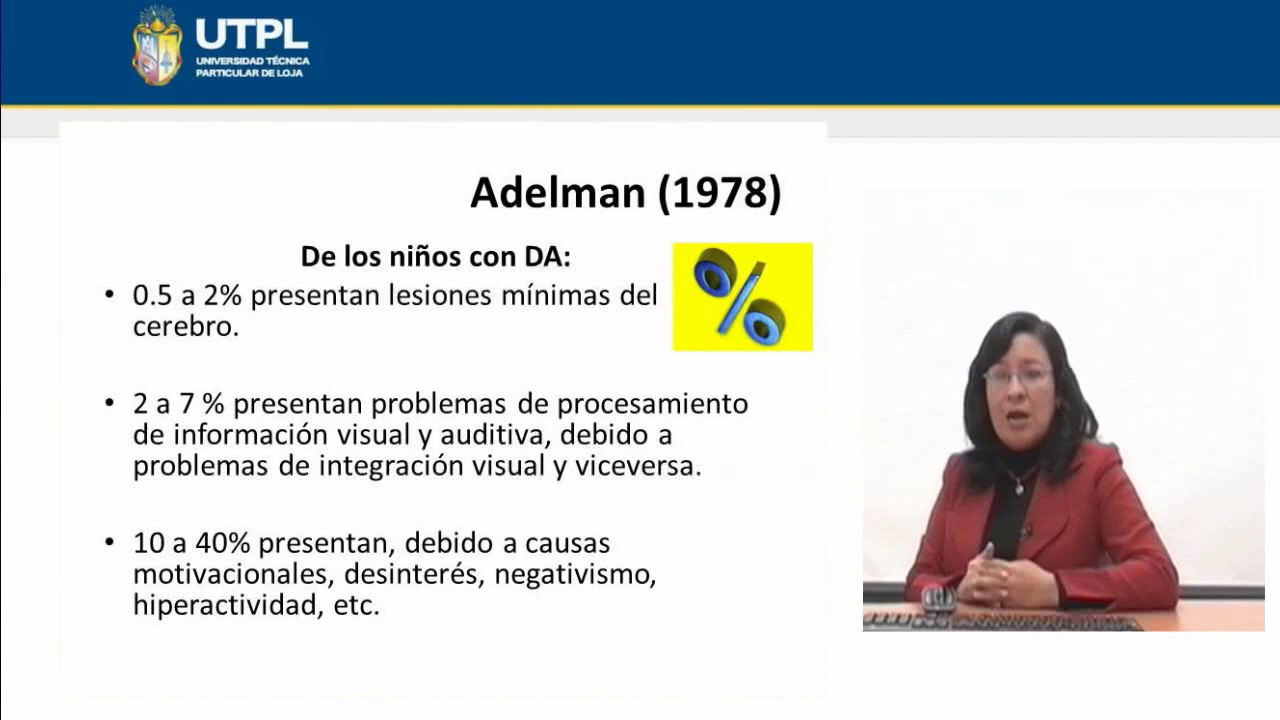 UTPL
UNIVERSIDAD TÉCNICA
PARTICULAR DE LOJA
Adelman (1978)
De los niños con DA:
• 0.5 a 2% presentan lesiones mínimas del
cerebro.
%
• 2 a 7 % presentan problemas de procesamiento
de información visual y auditiva, debido a
problemas de integración visual y viceversa.
• 10 a 40% presentan, debido a causas
motivacionales, desinterés, negativismo,
hiperactividad, etc.